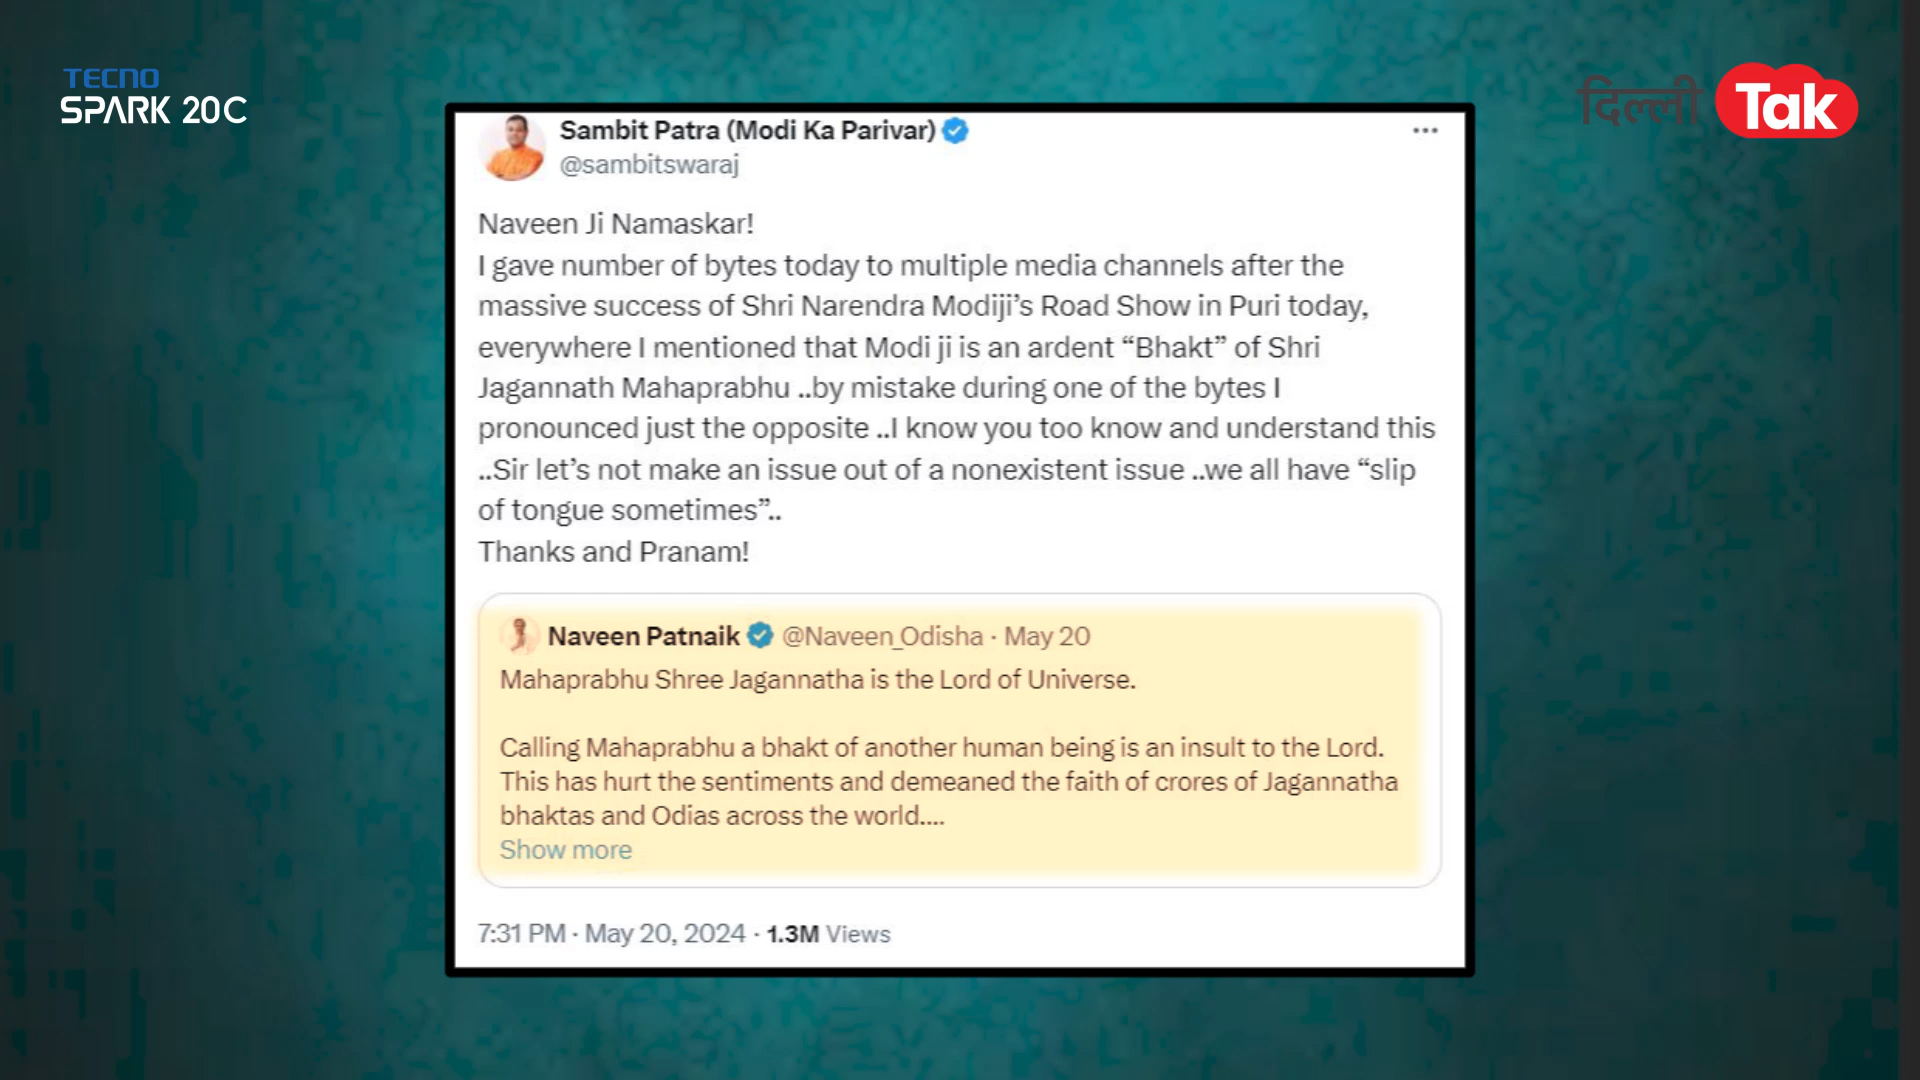 TECNO
SPARK 20C
दिल्ली Tak
Sambit Patra (Modi Ka Parivar)
@sambitswaraj
Naveen Ji Namaskar!
I gave number of bytes today to multiple media channels after the
massive success of Shri Narendra Modiji’s Road Show in Puri today,
everywhere I mentioned that Modi ji is an ardent “Bhakt” of Shri
Jagannath Mahaprabhu ..by mistake during one of the bytes I
pronounced just the opposite ..I know you too know and understand this
..Sir let’s not make an issue out of a nonexistent issue ..we all have “slip
of tongue sometimes”..
Thanks and Pranam!
Naveen Patnaik @Naveen_Odisha · May 20
Mahaprabhu Shree Jagannatha is the Lord of Universe.
Calling Mahaprabhu a bhakt of another human being is an insult to the Lord.
This has hurt the sentiments and demeaned the faith of crores of Jagannatha
bhaktas and Odias across the world....
Show more
7:31 PM · May 20, 2024 · 1.3M Views